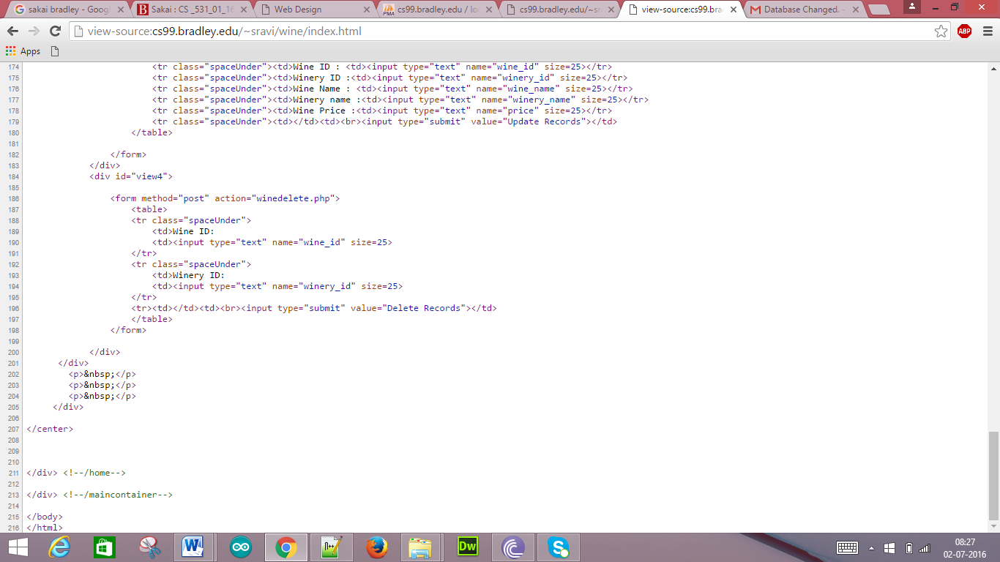 sakai bradley - Goog
Sakai : CS _531_01_16
Web Design
cs99.bradley.edu / lo
cs99.bradley.edu/~sr
view-source:cs99.bra
Database Changed. -
view-source:cs99.bradley.edu/~sravi/wine/index.html
ABP
Apps
174 <tr class="spaceUnder"><td>Wine ID : <td><input type="text" name="wine_id" size=25></tr>
175 <tr class="spaceUnder"><td>Winery ID :<td><input type="text" name="winery_id" size=25></tr>
176 <tr class="spaceUnder"><td>Wine Name : <td><input type="text" name="wine_name" size=25></tr>
177 <tr class="spaceUnder"><td>Winery name :<td><input type="text" name="winery_name" size=25></tr>
178 <tr class="spaceUnder"><td>Wine Price :<td><input type="text" name="price" size=25></tr>
179 <tr class="spaceUnder"><td></td><td><br><input type="submit" value="Update Records"></td>
180 </table>
181
182 </form>
183 </div>
184 <div id="view4">
185
186 <form method="post" action="winedelete.php">
187 <table>
188 <tr class="spaceUnder">
189 <td>Wine ID:
190 <td><input type="text" name="wine_id" size=25>
191 </tr>
192 <tr class="spaceUnder">
193 <td>Winery ID:
194 <td><input type="text" name="winery_id" size=25>
195 </tr>
196 <tr><td></td><td><br><input type="submit" value="Delete Records"></td>
197 </table>
198 </form>
199
200 </div>
201 </div>
202 <p>&nbsp;</p>
203 <p>&nbsp;</p>
204 <p>&nbsp;</p>
205 </div>
206
207 </center>
208
209
210
211 </div> <!--/home-->
212
213 </div> <!--/maincontainer-->
214
215 </body>
216 </html>
08:27
02-07-2016